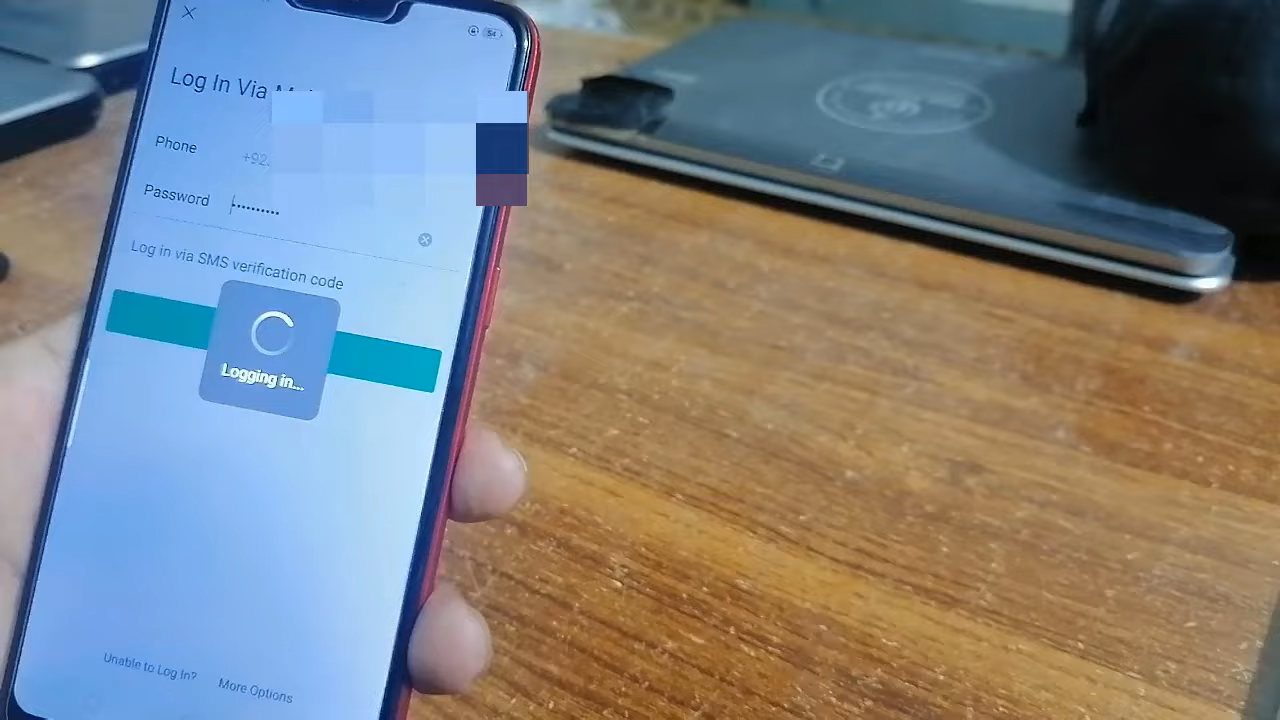 54
Log In Via
Phone +92
Password ..........
Log in via SMS verification code
Logging in...
Unable to Log In? More Options